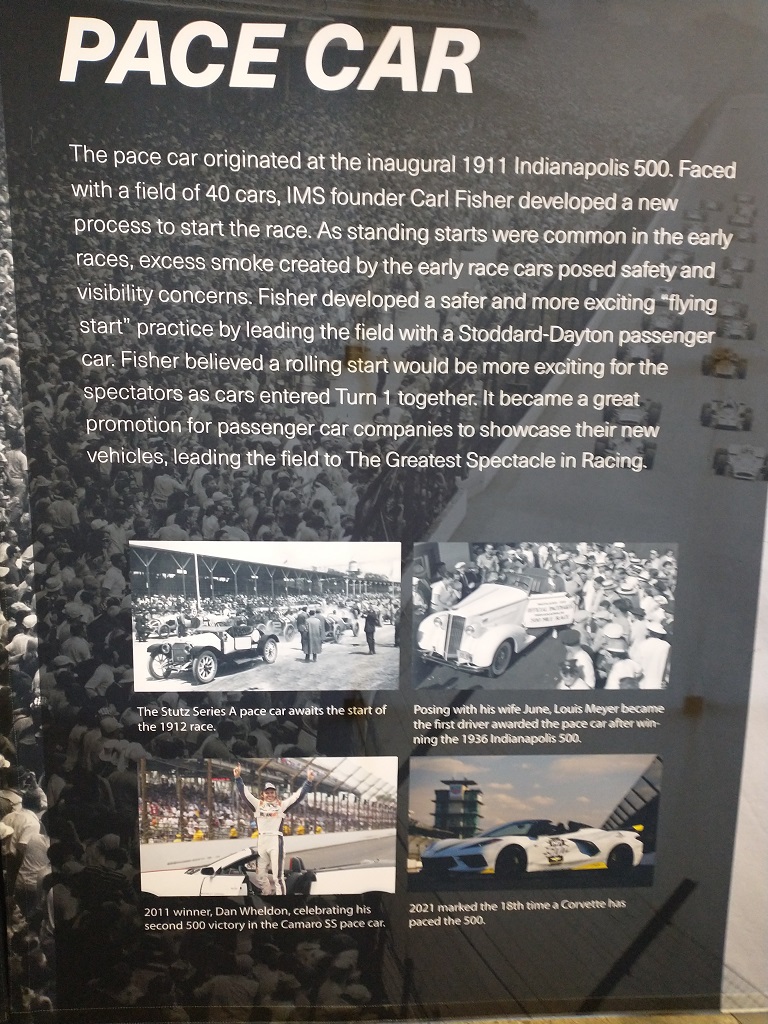 PACE CAR
The pace car originated at the inaugural 1911 Indianapolis 500. Faced
with a field of 40 cars, IMS founder Carl Fisher developed a new
process to start the race. As standing starts were common in the early
races, excess smoke created by the early race cars posed safety and
visibility concerns. Fisher developed a safer and more exciting "flying
start" practice by leading the field with a Stoddard-Dayton passenger
car. Fisher believed a rolling start would be more exciting for the
spectators as cars entered Turn 1 together. It became a great
promotion for passenger car companies to showcase their new
vehicles, leading the field to The Greatest Spectacle in Racing.
The Stutz Series A pace car awaits the start of
the 1912 race.
Posing with his wife June, Louis Meyer became
the first driver awarded the pace car after win-
ning the 1936 Indianapolis 500.
2011 winner, Dan Wheldon, celebrating his
second 500 victory in the Camaro SS pace car.
2021 marked the 18th time a Corvette has
paced the 500.